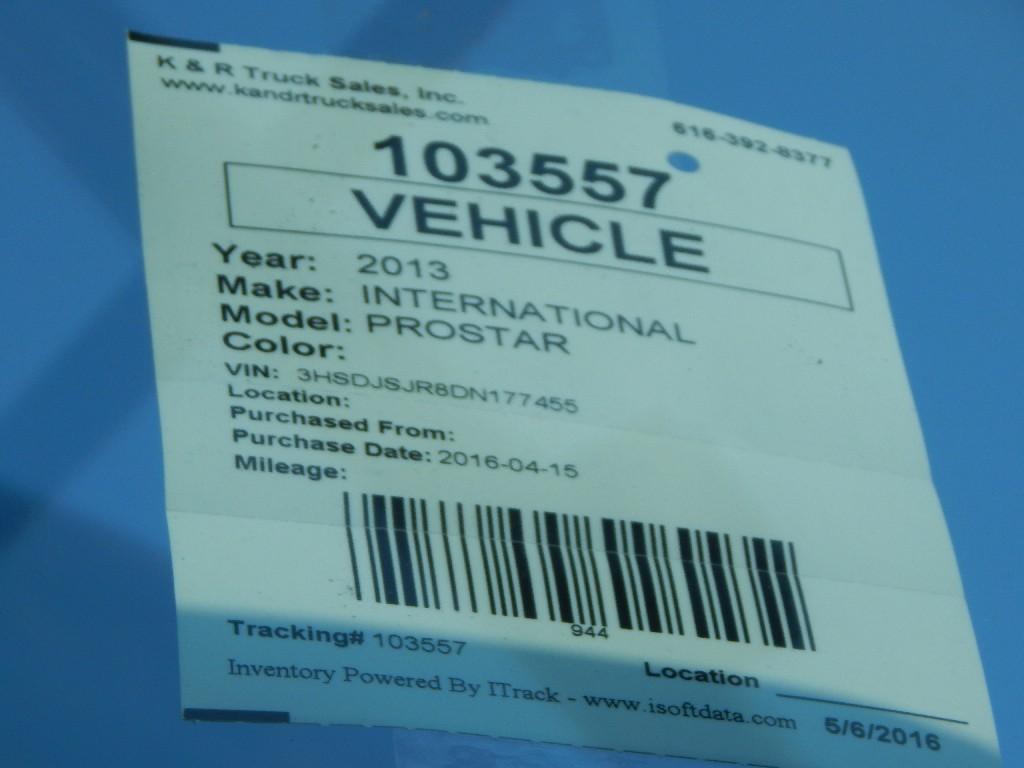 K & R Truck Sales, Inc.
www.kandrtrucksales.com
616-392-8377
103557
VEHICLE
Year: 2013
Make: INTERNATIONAL
Model: PROSTAR
Color:
VIN: 3HSDJSJR8DN177455
Location:
Purchased From:
Purchase Date: 2016-04-15
Mileage:
944
Tracking# 103557
Location
Inventory Powered By ITrack - www.isoftdata.com
5/6/2016